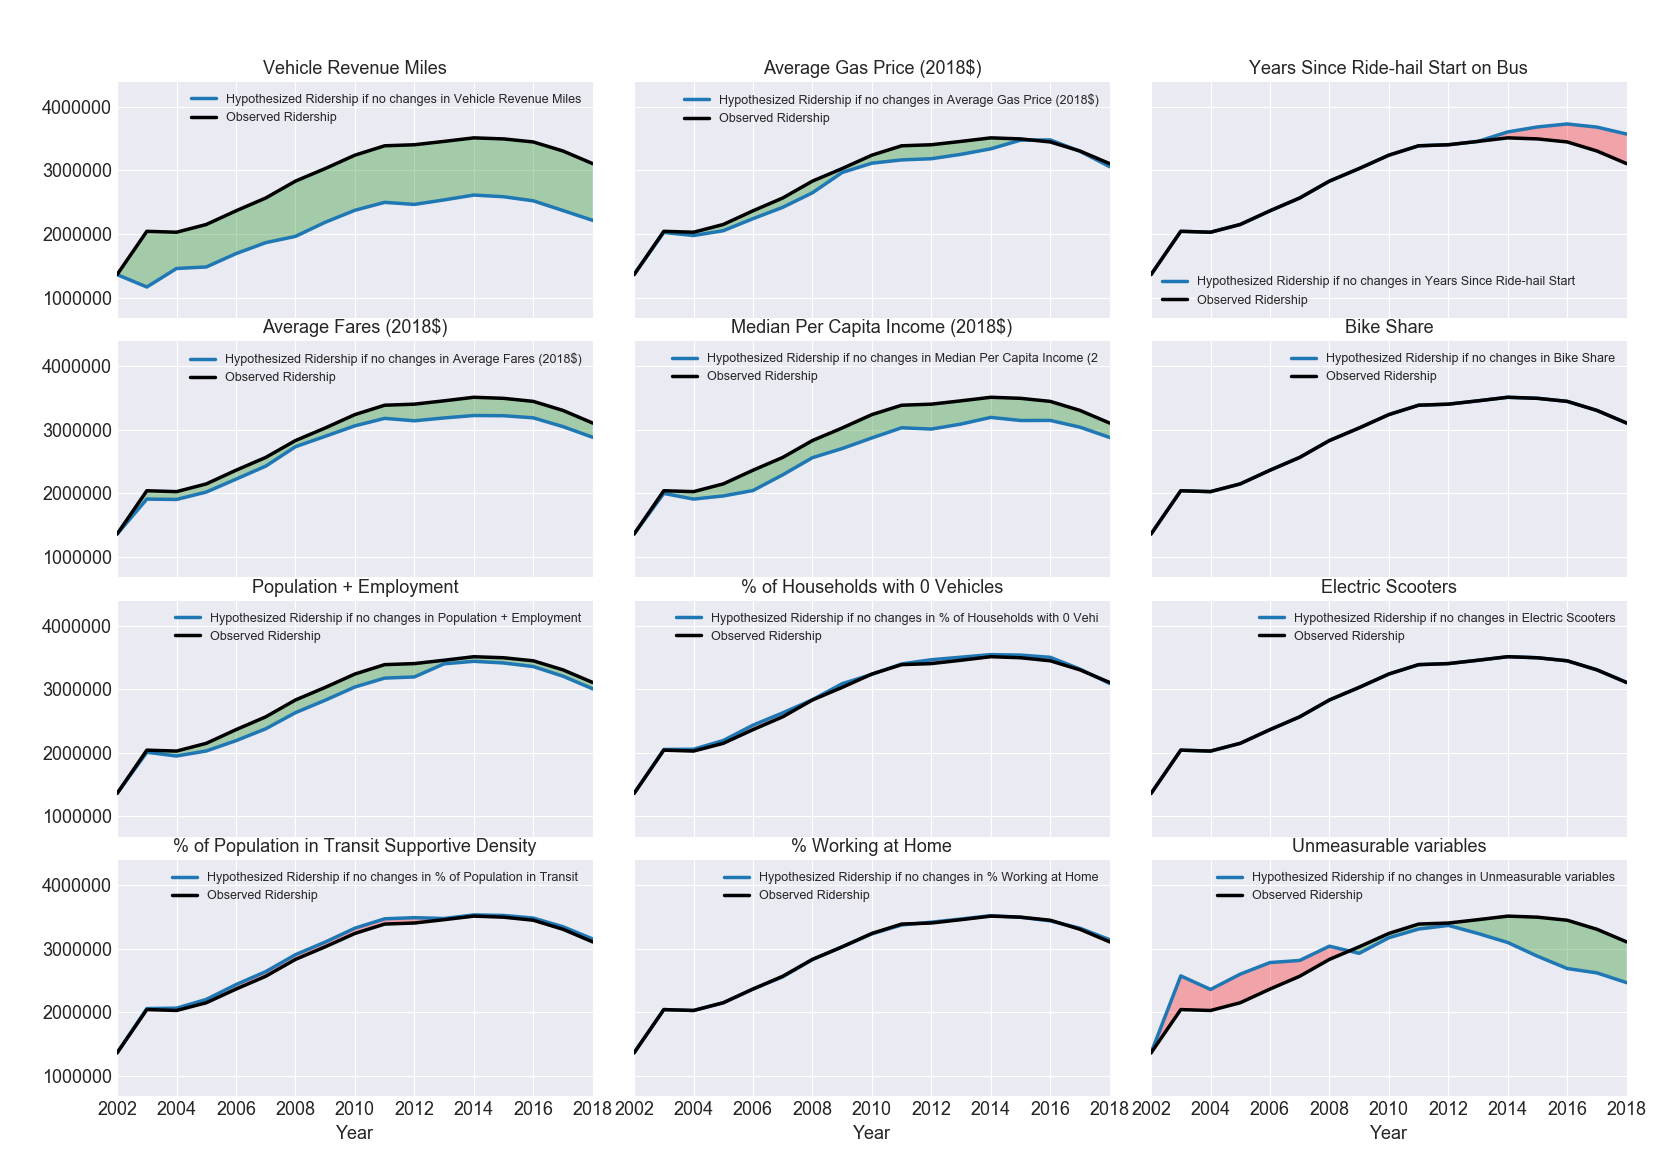 Vehicle Revenue Miles
4000000
3000000
2000000
1000000
Hypothesized Ridership if no changes in Vehicle Revenue Miles
Observed Ridership
Average Gas Price (2018$)
Hypothesized Ridership if no changes in Average Gas Price (2018$)
Observed Ridership
Years Since Ride-hail Start on Bus
Hypothesized Ridership if no changes in Years Since Ride-hail Start
Observed Ridership
Average Fares (2018$)
4000000
3000000
2000000
1000000
Hypothesized Ridership if no changes in Average Fares (2018$)
Observed Ridership
Median Per Capita Income (2018$)
Hypothesized Ridership if no changes in Median Per Capita Income (2
Observed Ridership
Bike Share
Hypothesized Ridership if no changes in Bike Share
Observed Ridership
Population + Employment
4000000
3000000
2000000
1000000
Hypothesized Ridership if no changes in Population + Employment
Observed Ridership
% of Households with 0 Vehicles
Hypothesized Ridership if no changes in % of Households with 0 Vehi
Observed Ridership
Electric Scooters
Hypothesized Ridership if no changes in Electric Scooters
Observed Ridership
% of Population in Transit Supportive Density
4000000
3000000
2000000
1000000
Hypothesized Ridership if no changes in % of Population in Transit
Observed Ridership
2002 2004 2006 2008 2010 2012 2014 2016 2018
Year
% Working at Home
Hypothesized Ridership if no changes in % Working at Home
Observed Ridership
2002 2004 2006 2008 2010 2012 2014 2016 2018
Year
Unmeasurable variables
Hypothesized Ridership if no changes in Unmeasurable variables
Observed Ridership
2002 2004 2006 2008 2010 2012 2014 2016 2018
Year